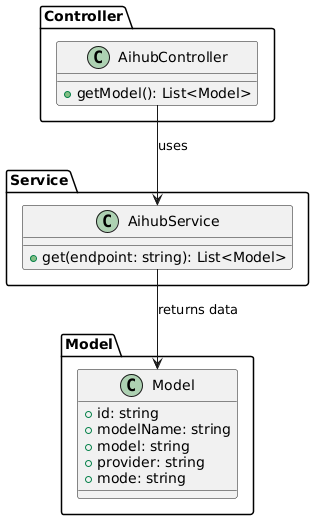 Controller
C AihubController
getModel(): List<Model>
uses
Service
C AihubService
get(endpoint: string): List<Model>
returns data
Model
C Model
id: string
modelName: string
model: string
provider: string
mode: string